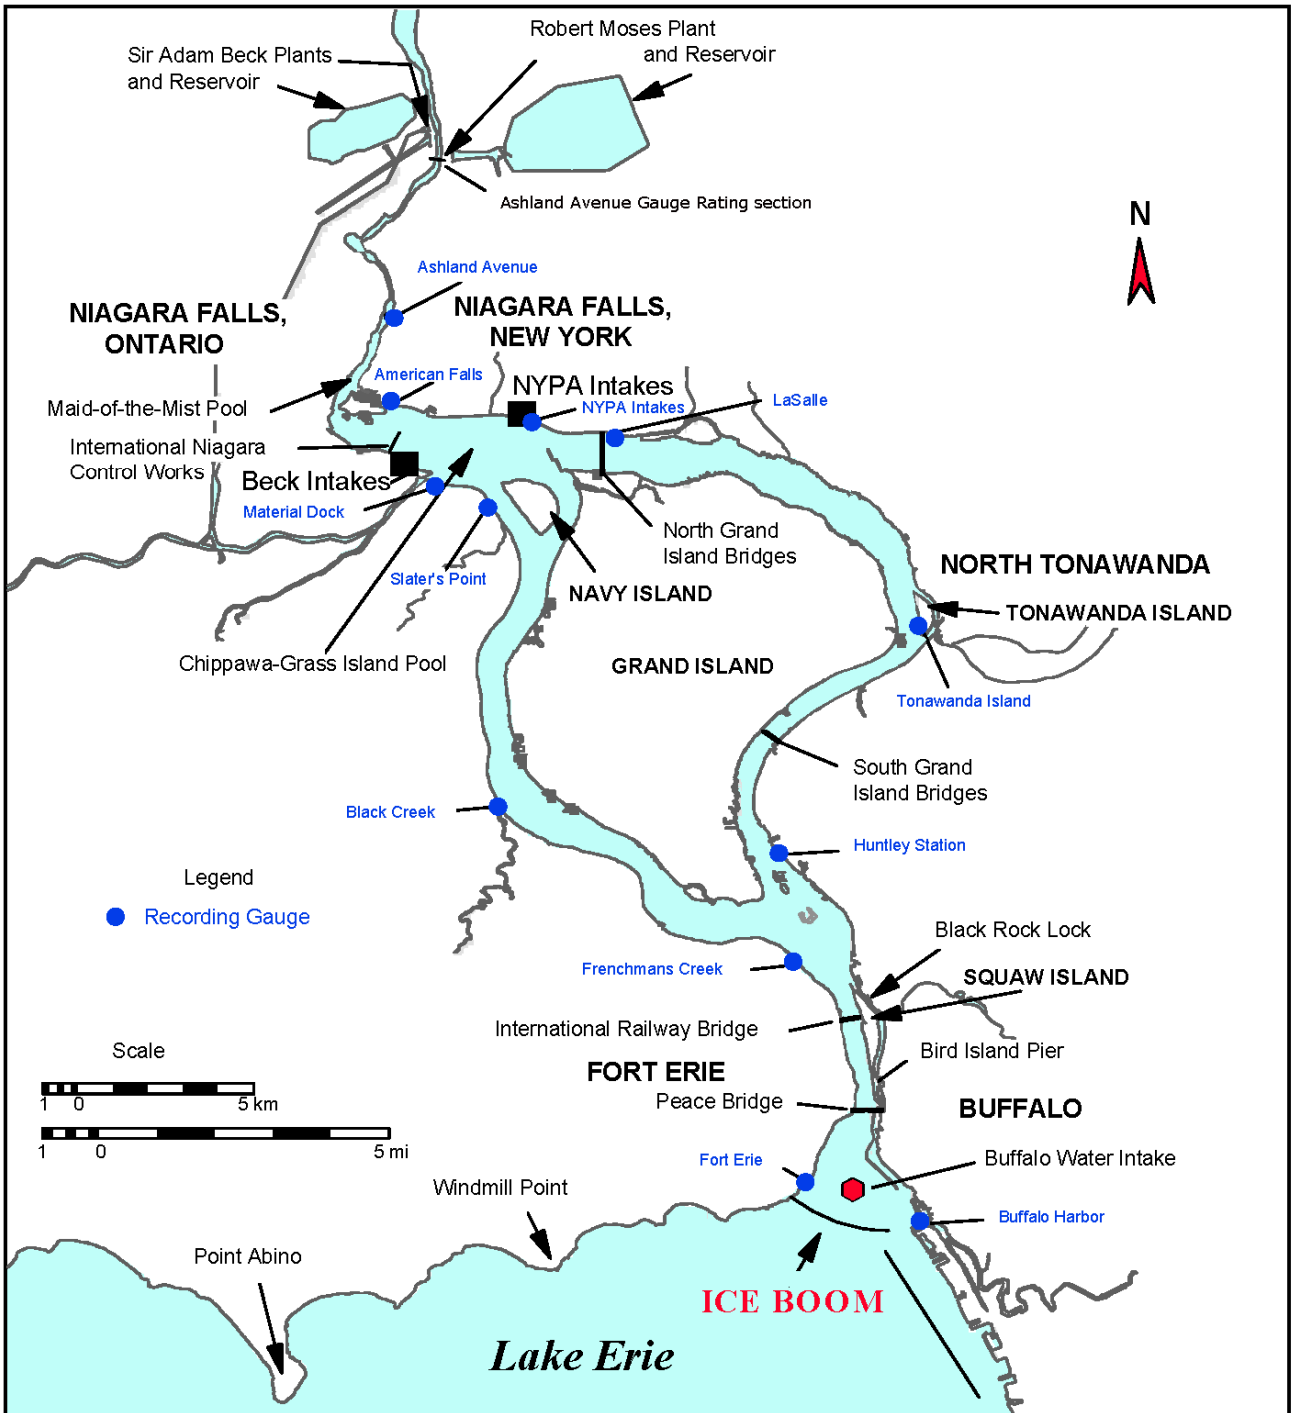 Robert Moses Plant
and Reservoir
Sir Adam Beck Plants
and Reservoir
Ashland Avenue Gauge Rating section
N
Ashland Avenue
NIAGARA FALLS,
ONTARIO
NIAGARA FALLS,
NEW YORK
American Falls
NYPA Intakes
NYPA Intakes
LaSalle
Maid-of-the-Mist Pool
International Niagara
Control Works
Beck Intakes
Material Dock
North Grand
Island Bridges
NORTH TONAWANDA
Slater's Point
NAVY ISLAND
TONAWANDA ISLAND
Chippawa-Grass Island Pool
GRAND ISLAND
Tonawanda Island
South Grand
Island Bridges
Black Creek
Huntley Station
Legend
Recording Gauge
Black Rock Lock
Frenchmans Creek
SQUAW ISLAND
International Railway Bridge
Scale
Bird Island Pier
FORT ERIE
1 0 5 km
Peace Bridge
BUFFALO
1 0 5 mi
Fort Erie
Buffalo Water Intake
Windmill Point
Buffalo Harbor
Point Abino
ICE BOOM
Lake Erie